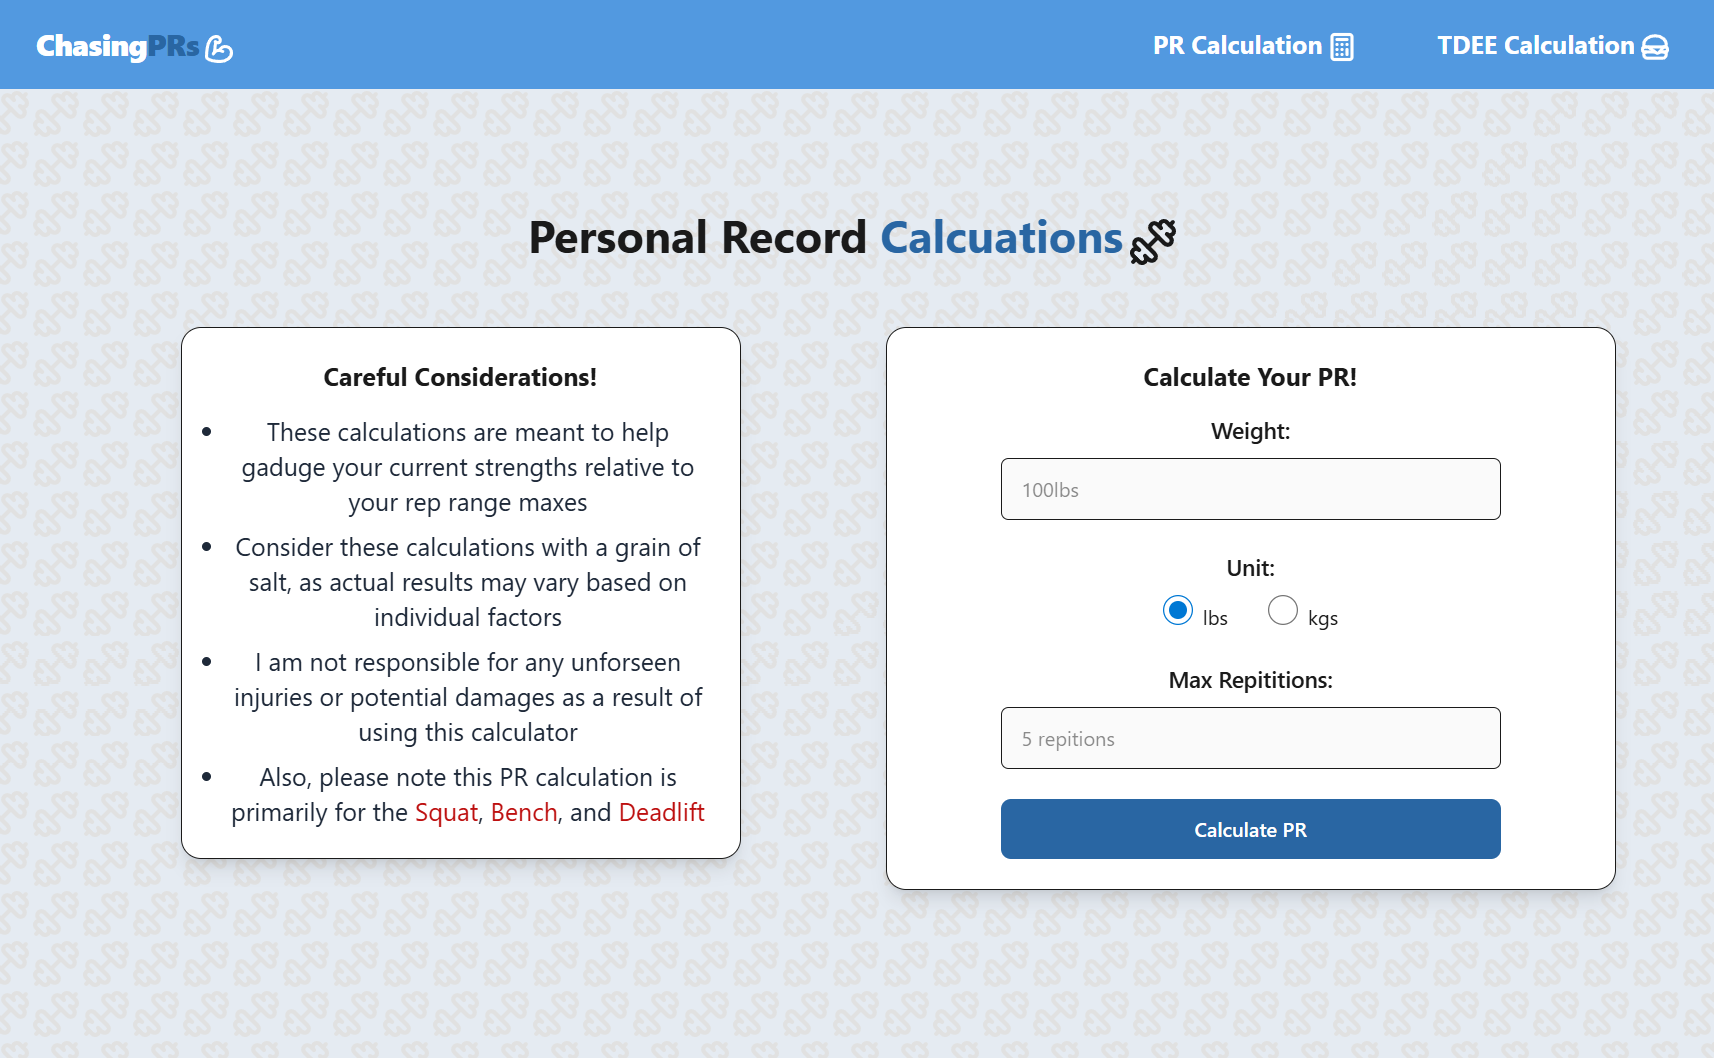 ChasingPRs
PR Calculation
TDEE Calculation
Personal Record Calcuations
Careful Considerations!
These calculations are meant to help
gaduge your current strengths relative to
your rep range maxes
Consider these calculations with a grain of
salt, as actual results may vary based on
individual factors
I am not responsible for any unforseen
injuries or potential damages as a result of
using this calculator
Also, please note this PR calculation is
primarily for the Squat, Bench, and Deadlift
Calculate Your PR!
Weight:
100lbs
Unit:
lbs
kgs
Max Repititions:
5 repitions
Calculate PR